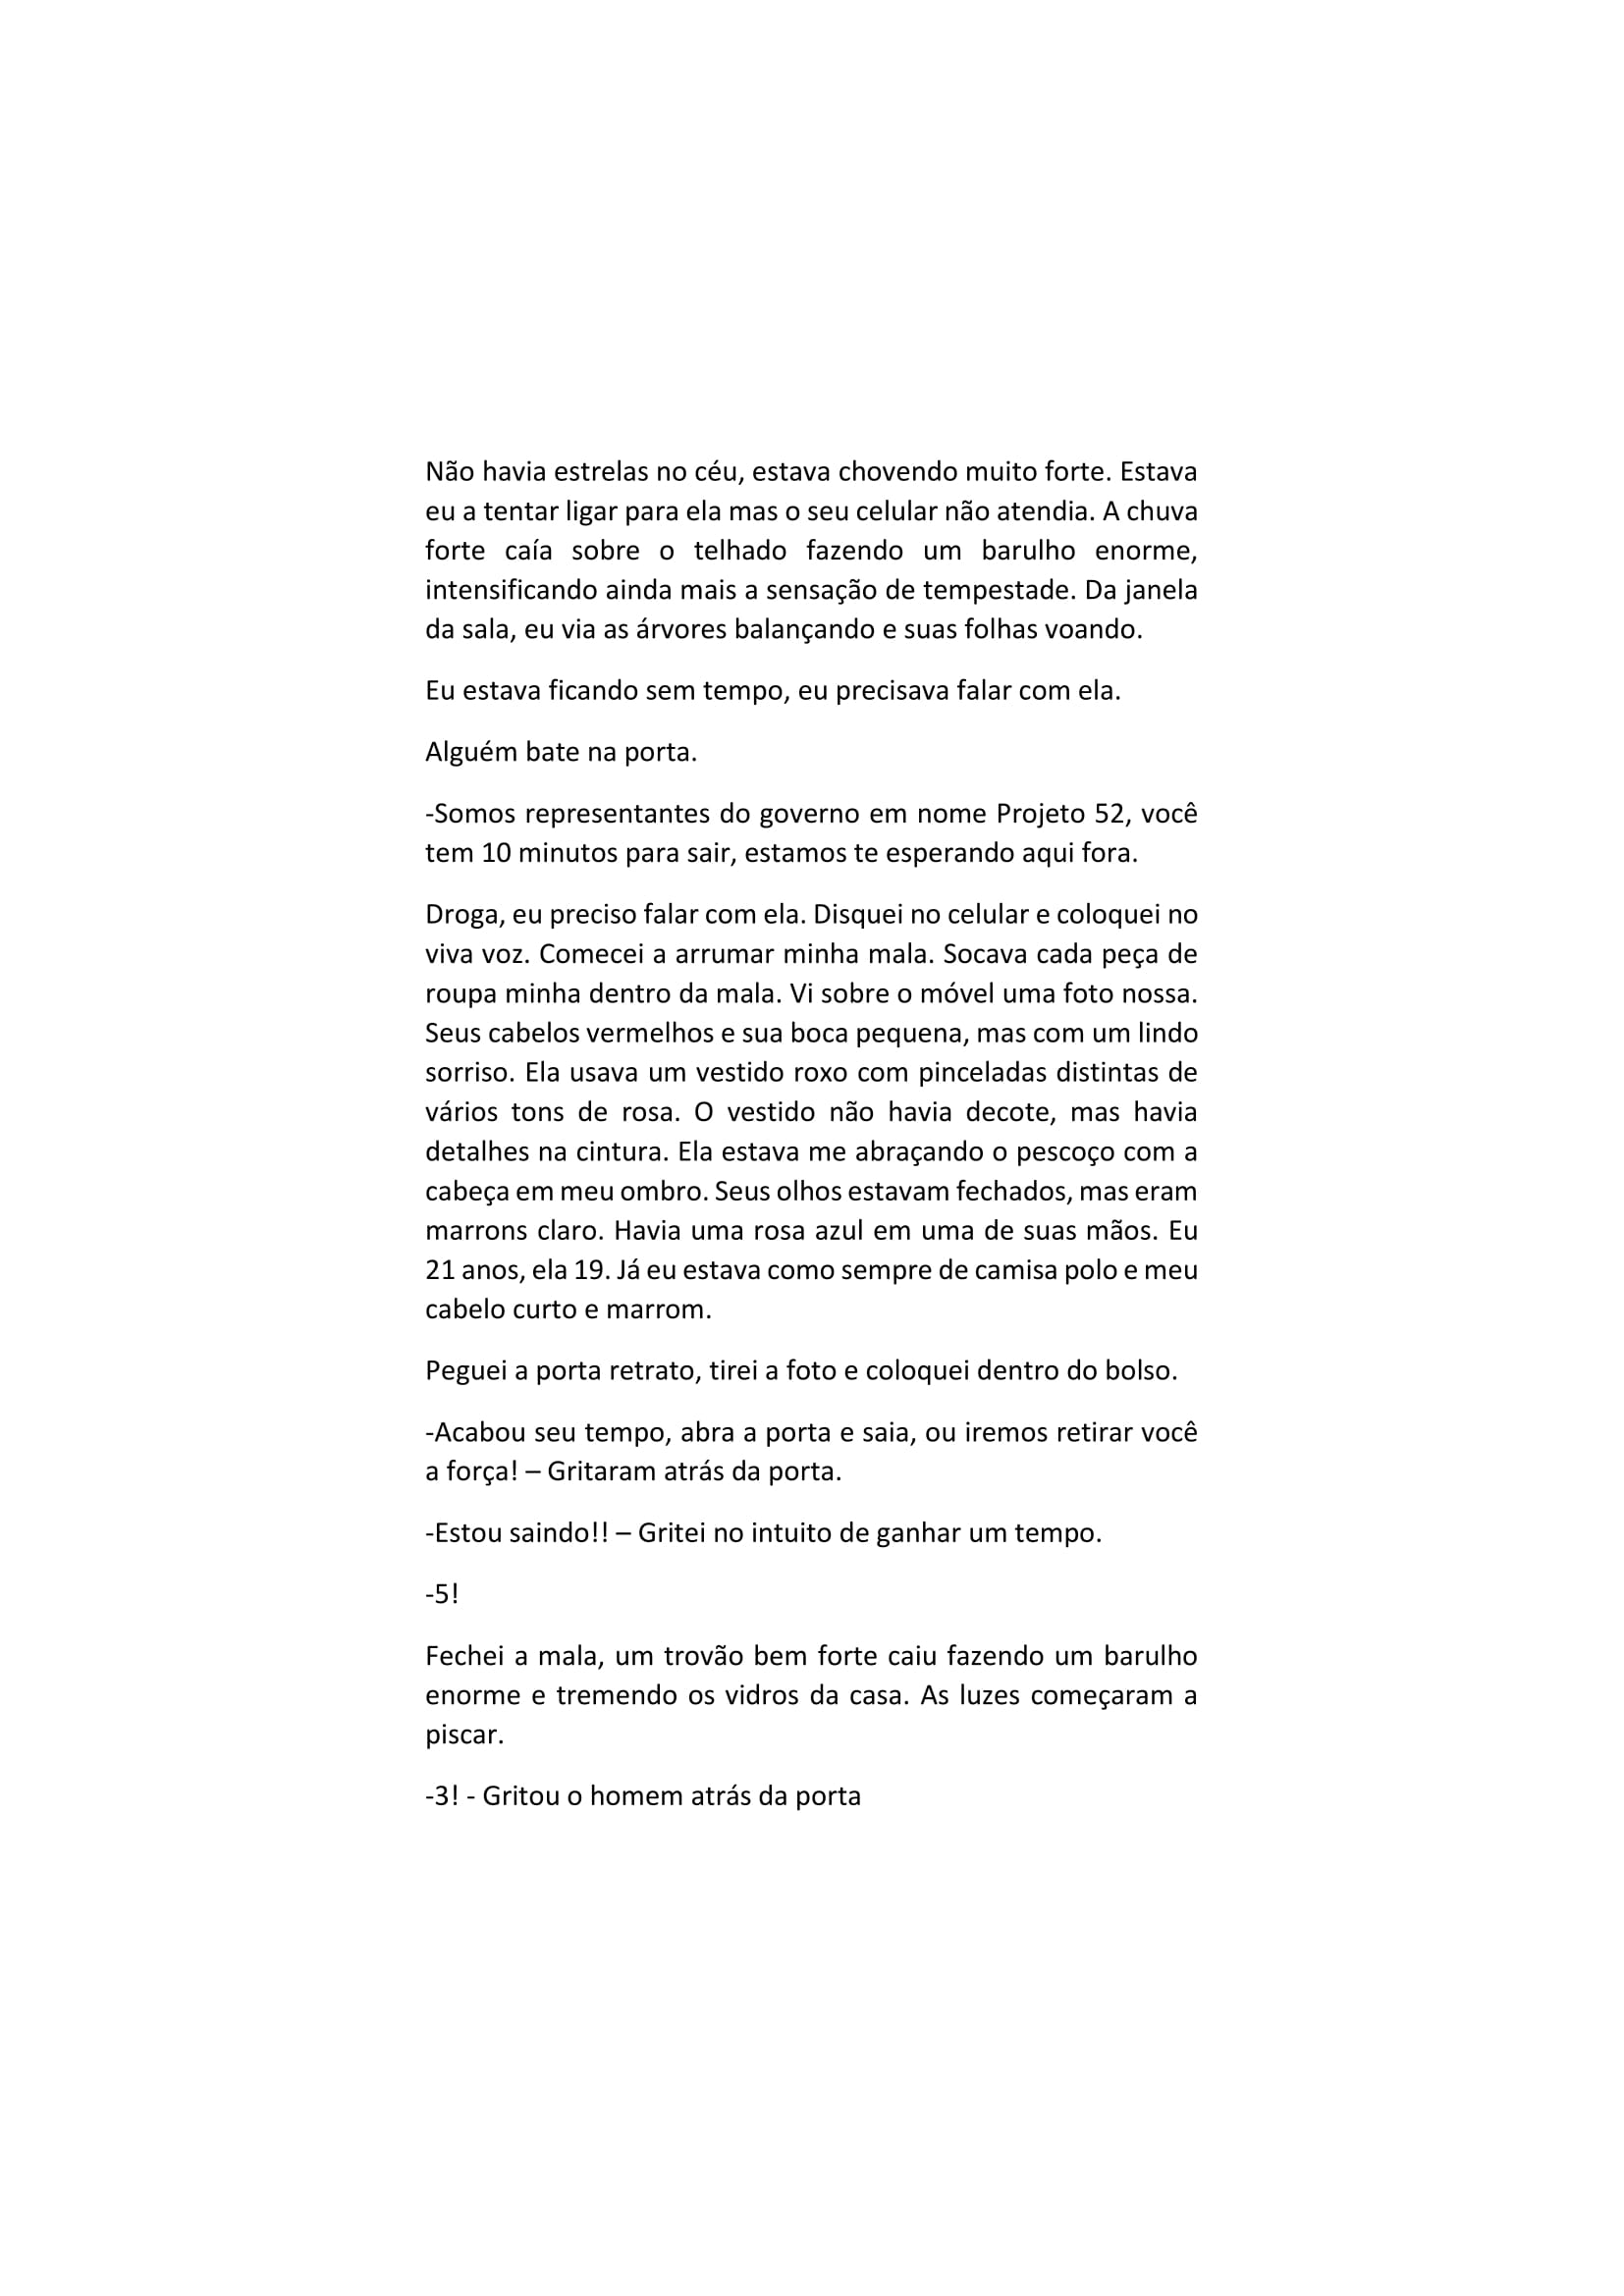 Não havia estrelas no céu, estava chovendo muito forte. Estava
eu a tentar ligar para ela mas o seu celular não atendia. A chuva
forte caía sobre o telhado fazendo um barulho enorme,
intensificando ainda mais a sensação de tempestade. Da janela
da sala, eu via as árvores balançando e suas folhas voando.
Eu estava ficando sem tempo, eu precisava falar com ela.
Alguém bate na porta.
-Somos representantes do governo em nome Projeto 52, você
tem 10 minutos para sair, estamos te esperando aqui fora.
Droga, eu preciso falar com ela. Disquei no celular e coloquei no
viva voz. Comecei a arrumar minha mala. Socava cada peça de
roupa minha dentro da mala. Vi sobre o móvel uma foto nossa.
Seus cabelos vermelhos e sua boca pequena, mas com um lindo
sorriso. Ela usava um vestido roxo com pinceladas distintas de
vários tons de rosa. O vestido não havia decote, mas havia
detalhes na cintura. Ela estava me abraçando o pescoço com a
cabeça em meu ombro. Seus olhos estavam fechados, mas eram
marrons claro. Havia uma rosa azul em uma de suas mãos. Eu
21 anos, ela 19. Já eu estava como sempre de camisa polo e meu
cabelo curto e marrom.
Peguei a porta retrato, tirei a foto e coloquei dentro do bolso.
-Acabou seu tempo, abra a porta e saia, ou iremos retirar você
a força! – Gritaram atrás da porta.
-Estou saindo!! – Gritei no intuito de ganhar um tempo.
-5!
Fechei a mala, um trovão bem forte caiu fazendo um barulho
enorme e tremendo os vidros da casa. As luzes começaram a
piscar.
-3! - Gritou o homem atrás da porta